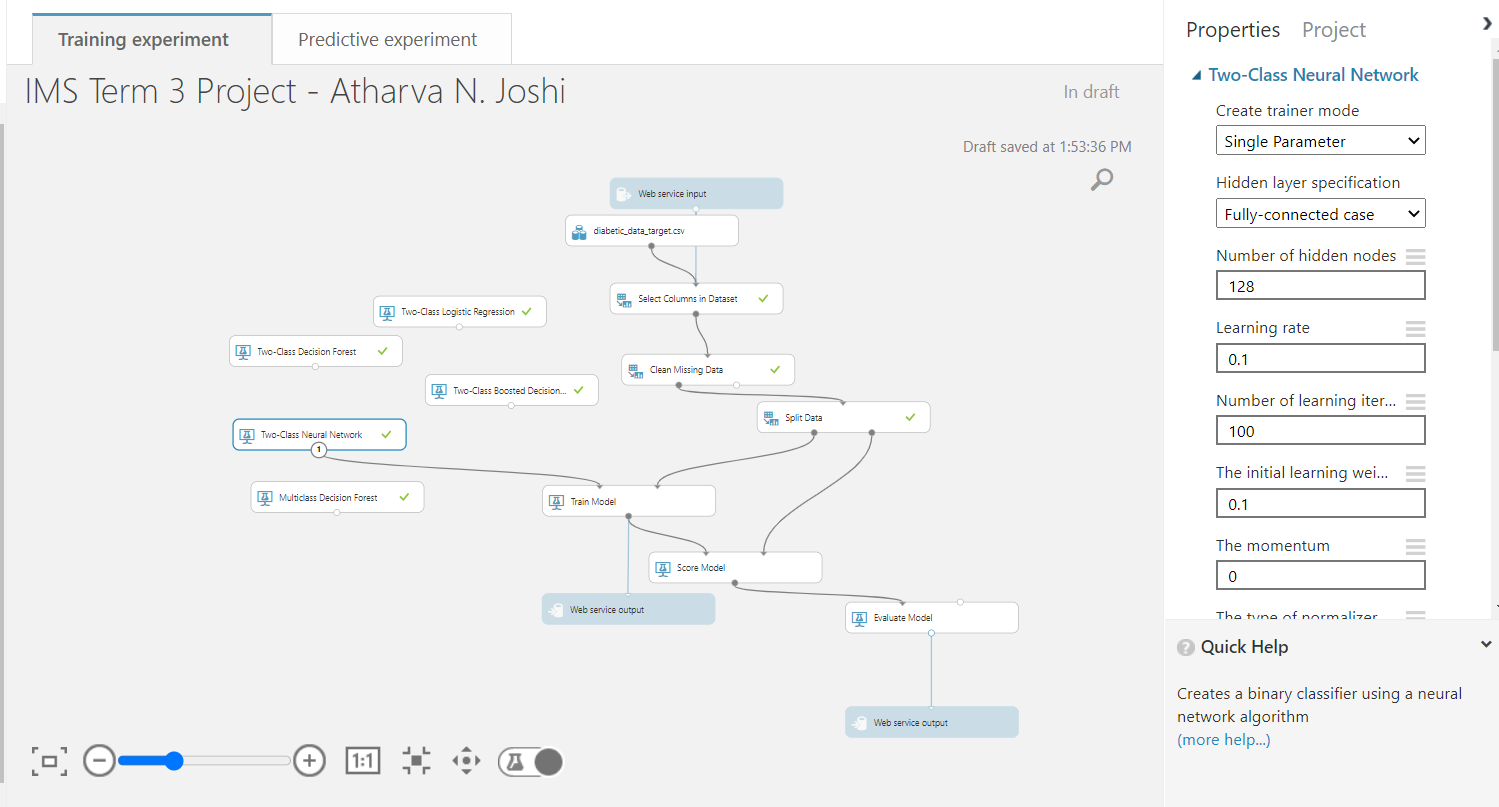 Training experiment
Predictive experiment
IMS Term 3 Project - Atharva N. Joshi
In draft
Draft saved at 1:53:36 PM
Web service input
diabetic_data_target.csv
Select Columns in Dataset
Two-Class Logistic Regression
Two-Class Decision Forest
Clean Missing Data
Two-Class Boosted Decision...
Split Data
Two-Class Neural Network
1
Multiclass Decision Forest
Train Model
Score Model
Web service output
Evaluate Model
Web service output
1:1
Properties
Project
Two-Class Neural Network
Create trainer mode
Single Parameter
Hidden layer specification
Fully-connected case
Number of hidden nodes
128
Learning rate
0.1
Number of learning iter...
100
The initial learning wei...
0.1
The momentum
0
The type of normalizer
? Quick Help
Creates a binary classifier using a neural
network algorithm
(more help...)